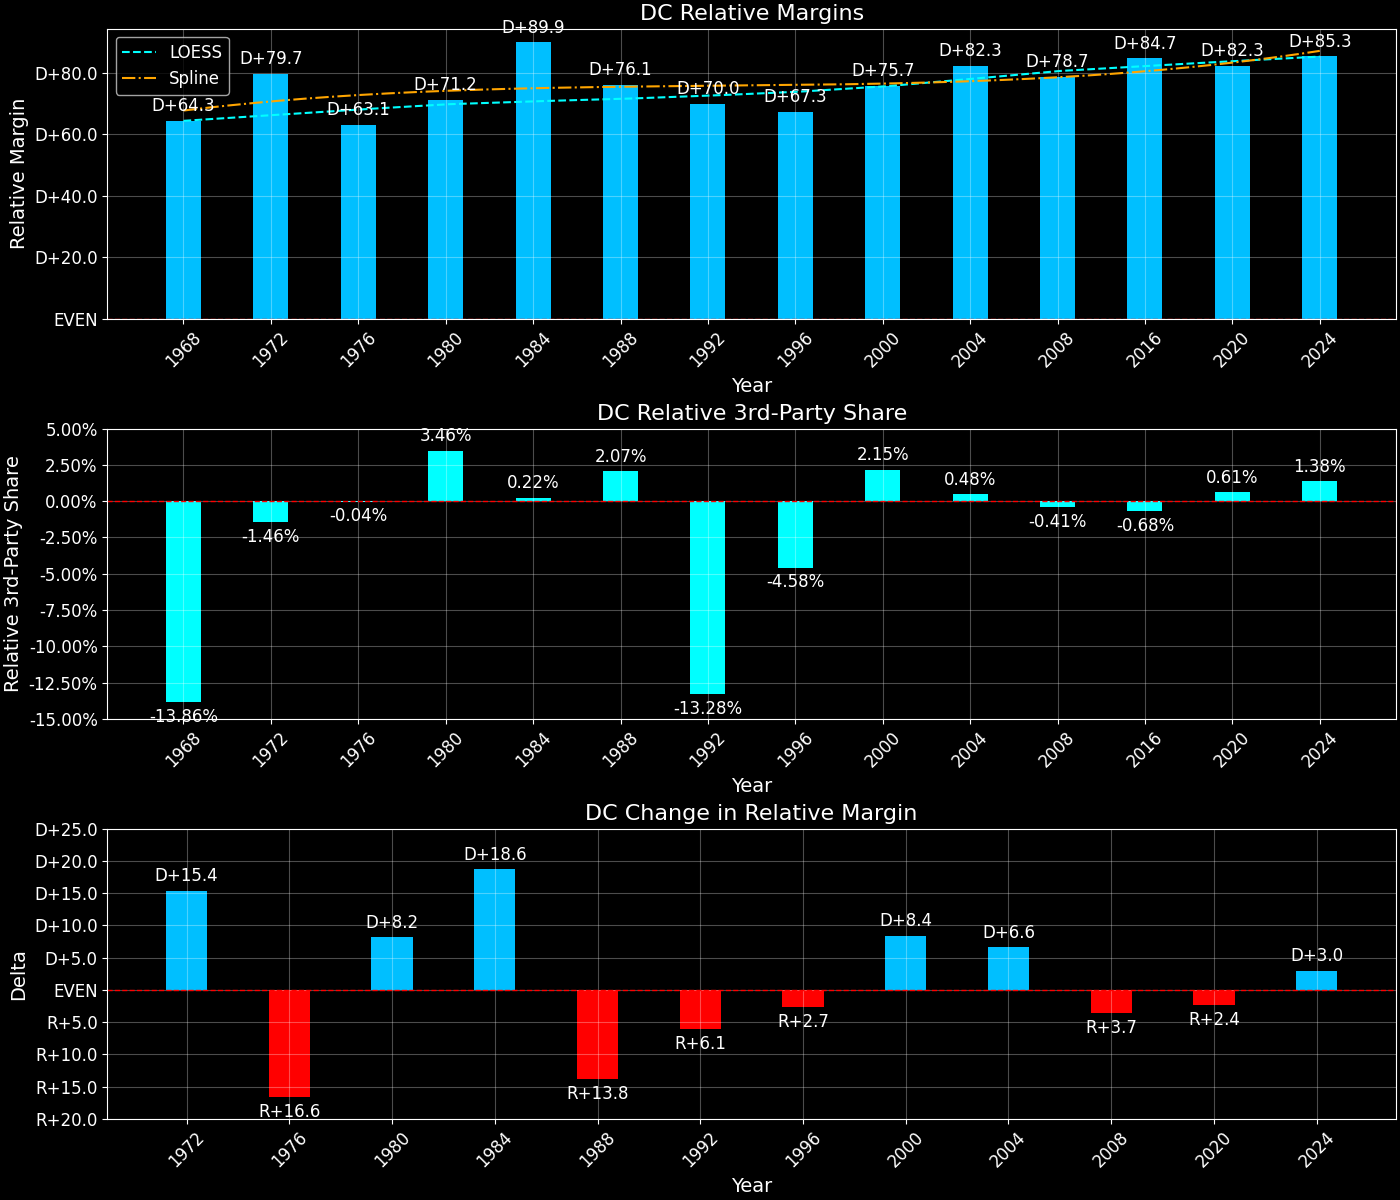 DC Relative Margins
LOESS
Spline
D+64.3
D+79.7
D+63.1
D+71.2
D+89.9
D+76.1
D+70.0
D+67.3
D+75.7
D+82.3
D+78.7
D+84.7
D+82.3
D+85.3
D+80.0
D+60.0
D+40.0
D+20.0
EVEN
Relative Margin
1968
1972
1976
1980
1984
1988
1992
1996
2000
2004
2008
2016
2020
2024
Year
DC Relative 3rd-Party Share
5.00%
2.50%
0.00%
-2.50%
-5.00%
-7.50%
-10.00%
-12.50%
-15.00%
Relative 3rd-Party Share
-13.86%
-1.46%
-0.04%
3.46%
0.22%
2.07%
-13.28%
-4.58%
2.15%
0.48%
-0.41%
-0.68%
0.61%
1.38%
1968
1972
1976
1980
1984
1988
1992
1996
2000
2004
2008
2016
2020
2024
Year
DC Change in Relative Margin
D+25.0
D+20.0
D+15.0
D+10.0
D+5.0
EVEN
R+5.0
R+10.0
R+15.0
R+20.0
Delta
D+15.4
R+16.6
D+8.2
D+18.6
R+13.8
R+6.1
R+2.7
D+8.4
D+6.6
R+3.7
R+2.4
D+3.0
1972
1976
1980
1984
1988
1992
1996
2000
2004
2008
2020
2024
Year